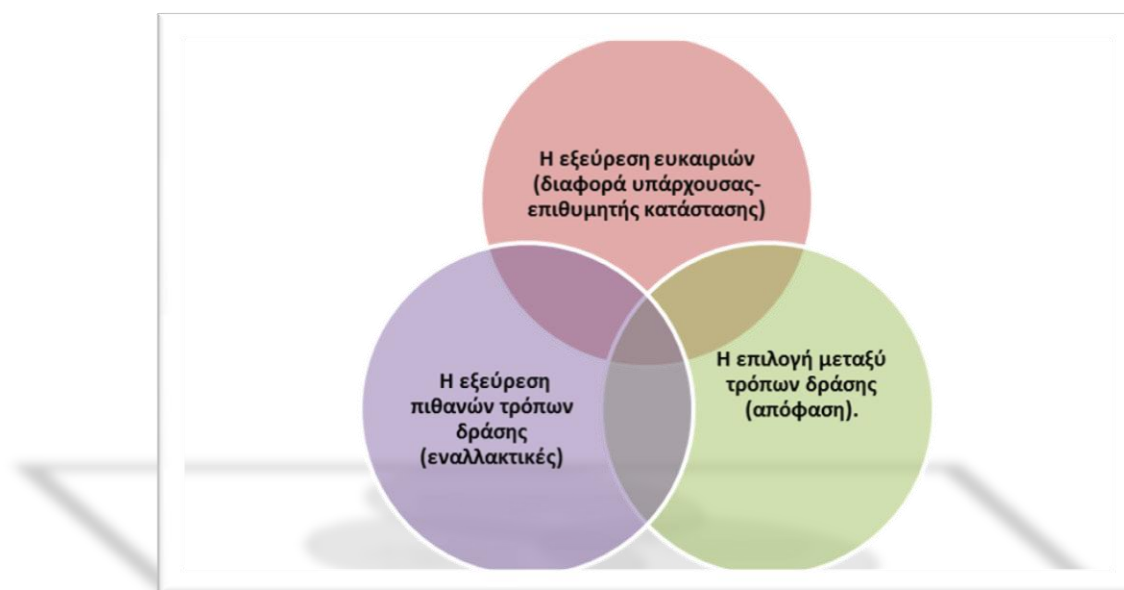 Η εξεύρεση ευκαιριών
(διαφορά υπάρχουσας-
επιθυμητής κατάστασης)
Η εξεύρεση
πιθανών τρόπων
δράσης
(εναλλακτικές)
Η επιλογή μεταξύ
τρόπων δράσης
(απόφαση).